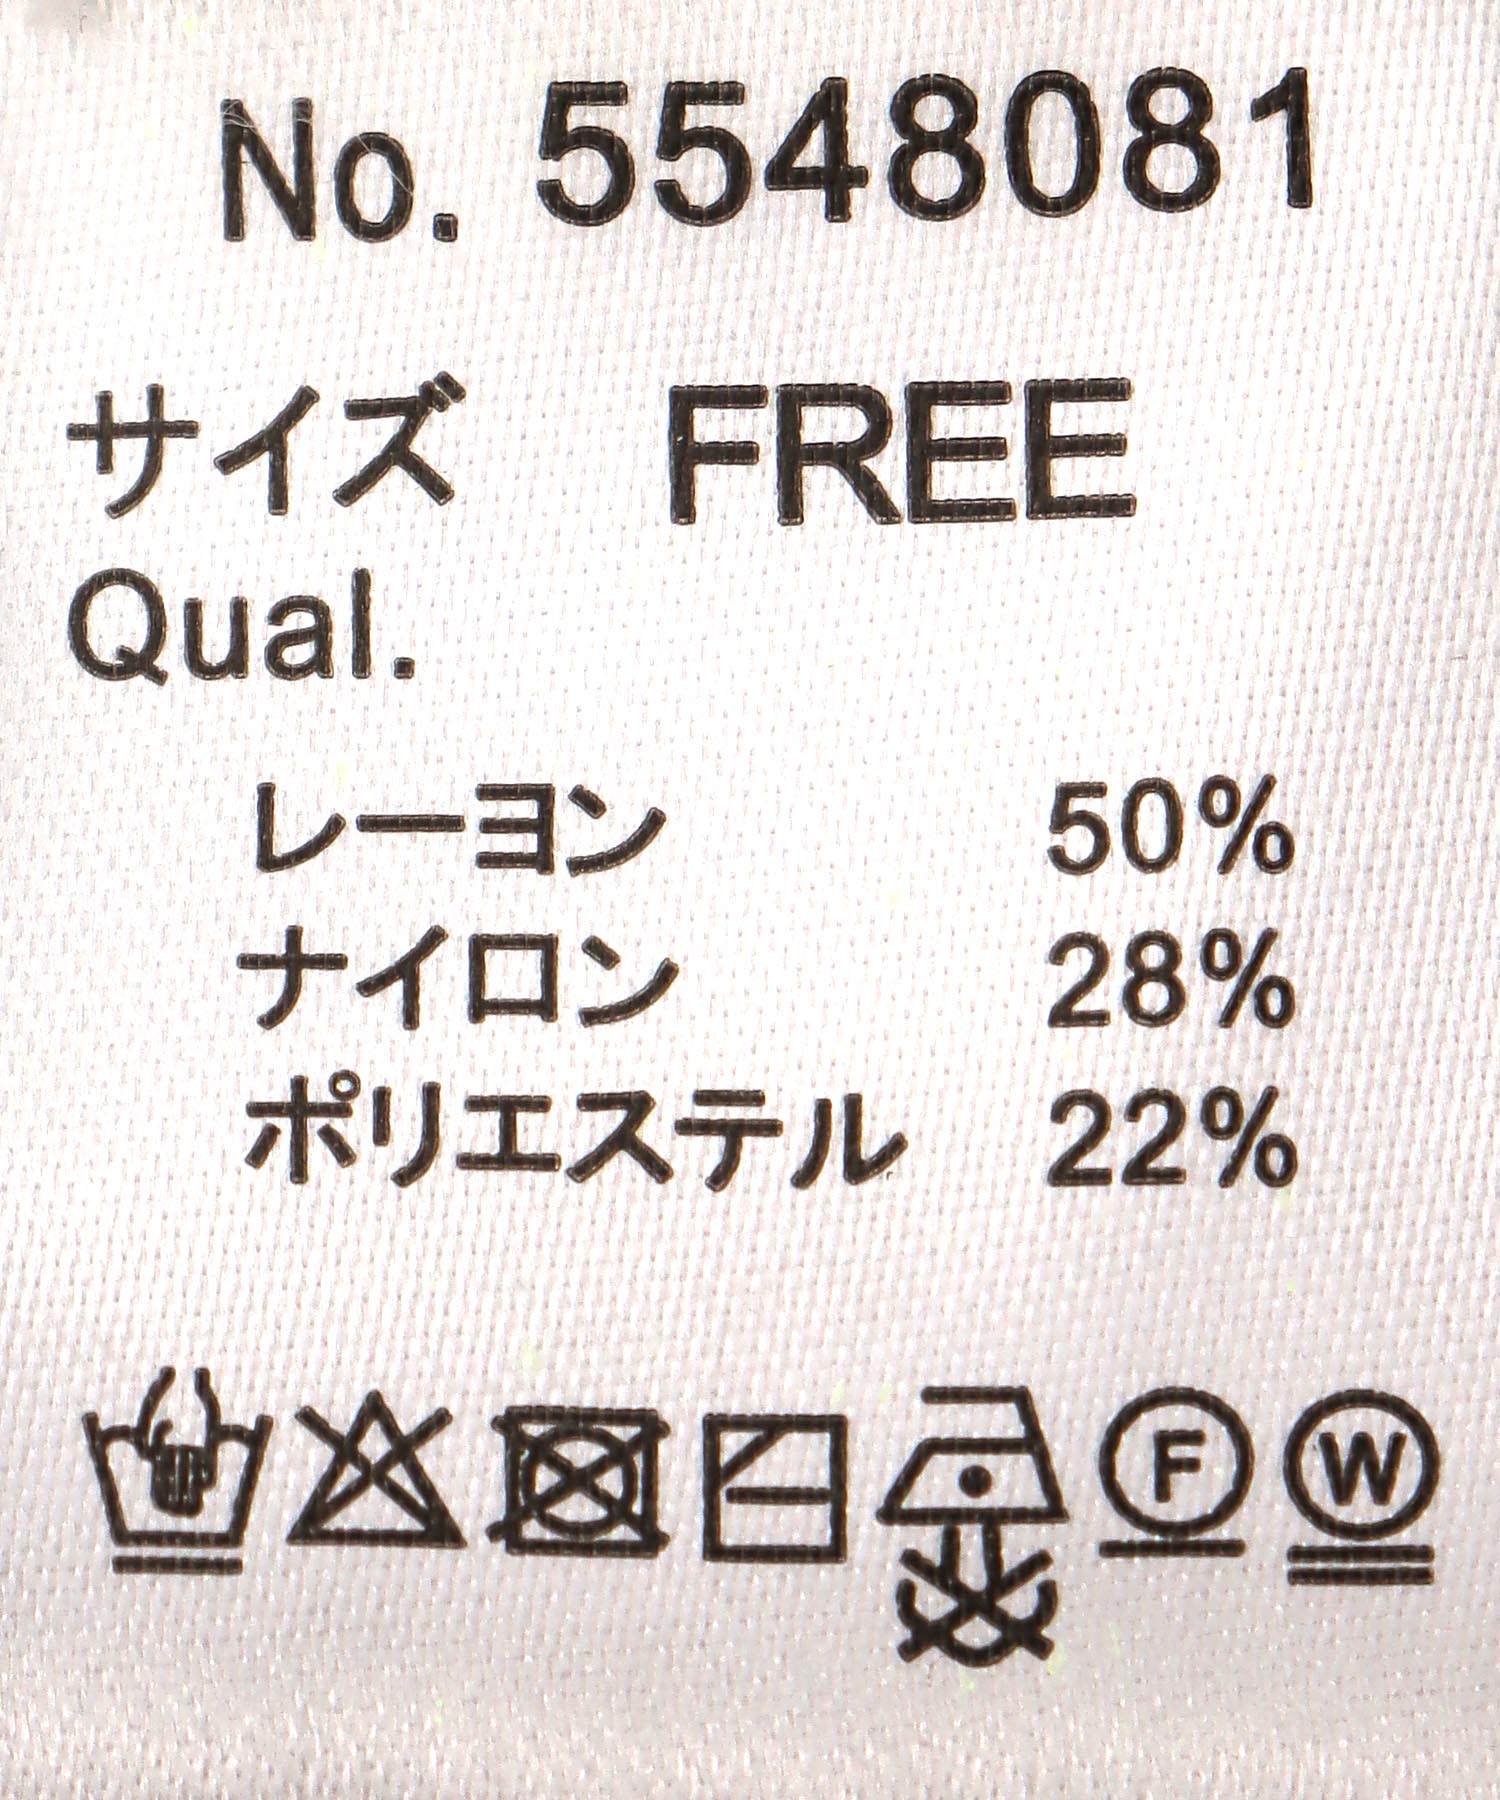 No. 5548081
サイズ FREE
Qual.
レーヨン 50%
ナイロン 28%
ポリエステル 22%
F W